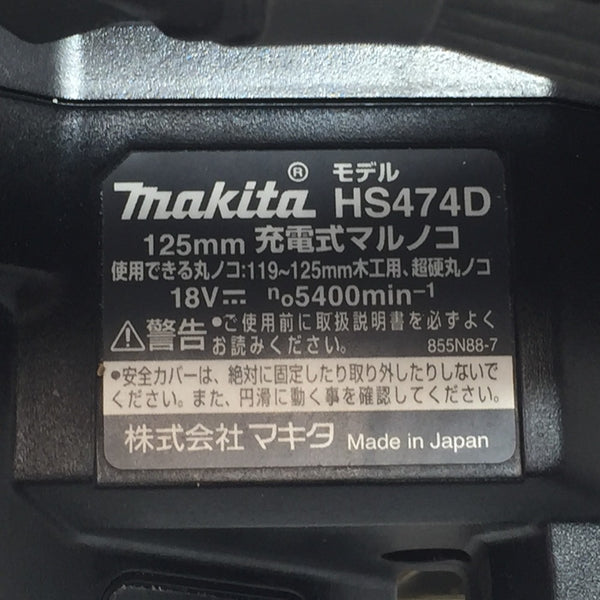 makita® モデル HS474D
125mm 充電式マルノコ
使用できる丸ノコ:119~125mm木工用、超硬丸ノコ
18V⎓ n₀5400min⁻¹
⚠警告 •ご使用前に取扱説明書を必ずよく
お読みください。 855N88-7
•安全カバーは、絶対に固定したり取り外したりしないで
ください。また、円滑に動く事を確認してください。
株式会社 マキタ Made in Japan